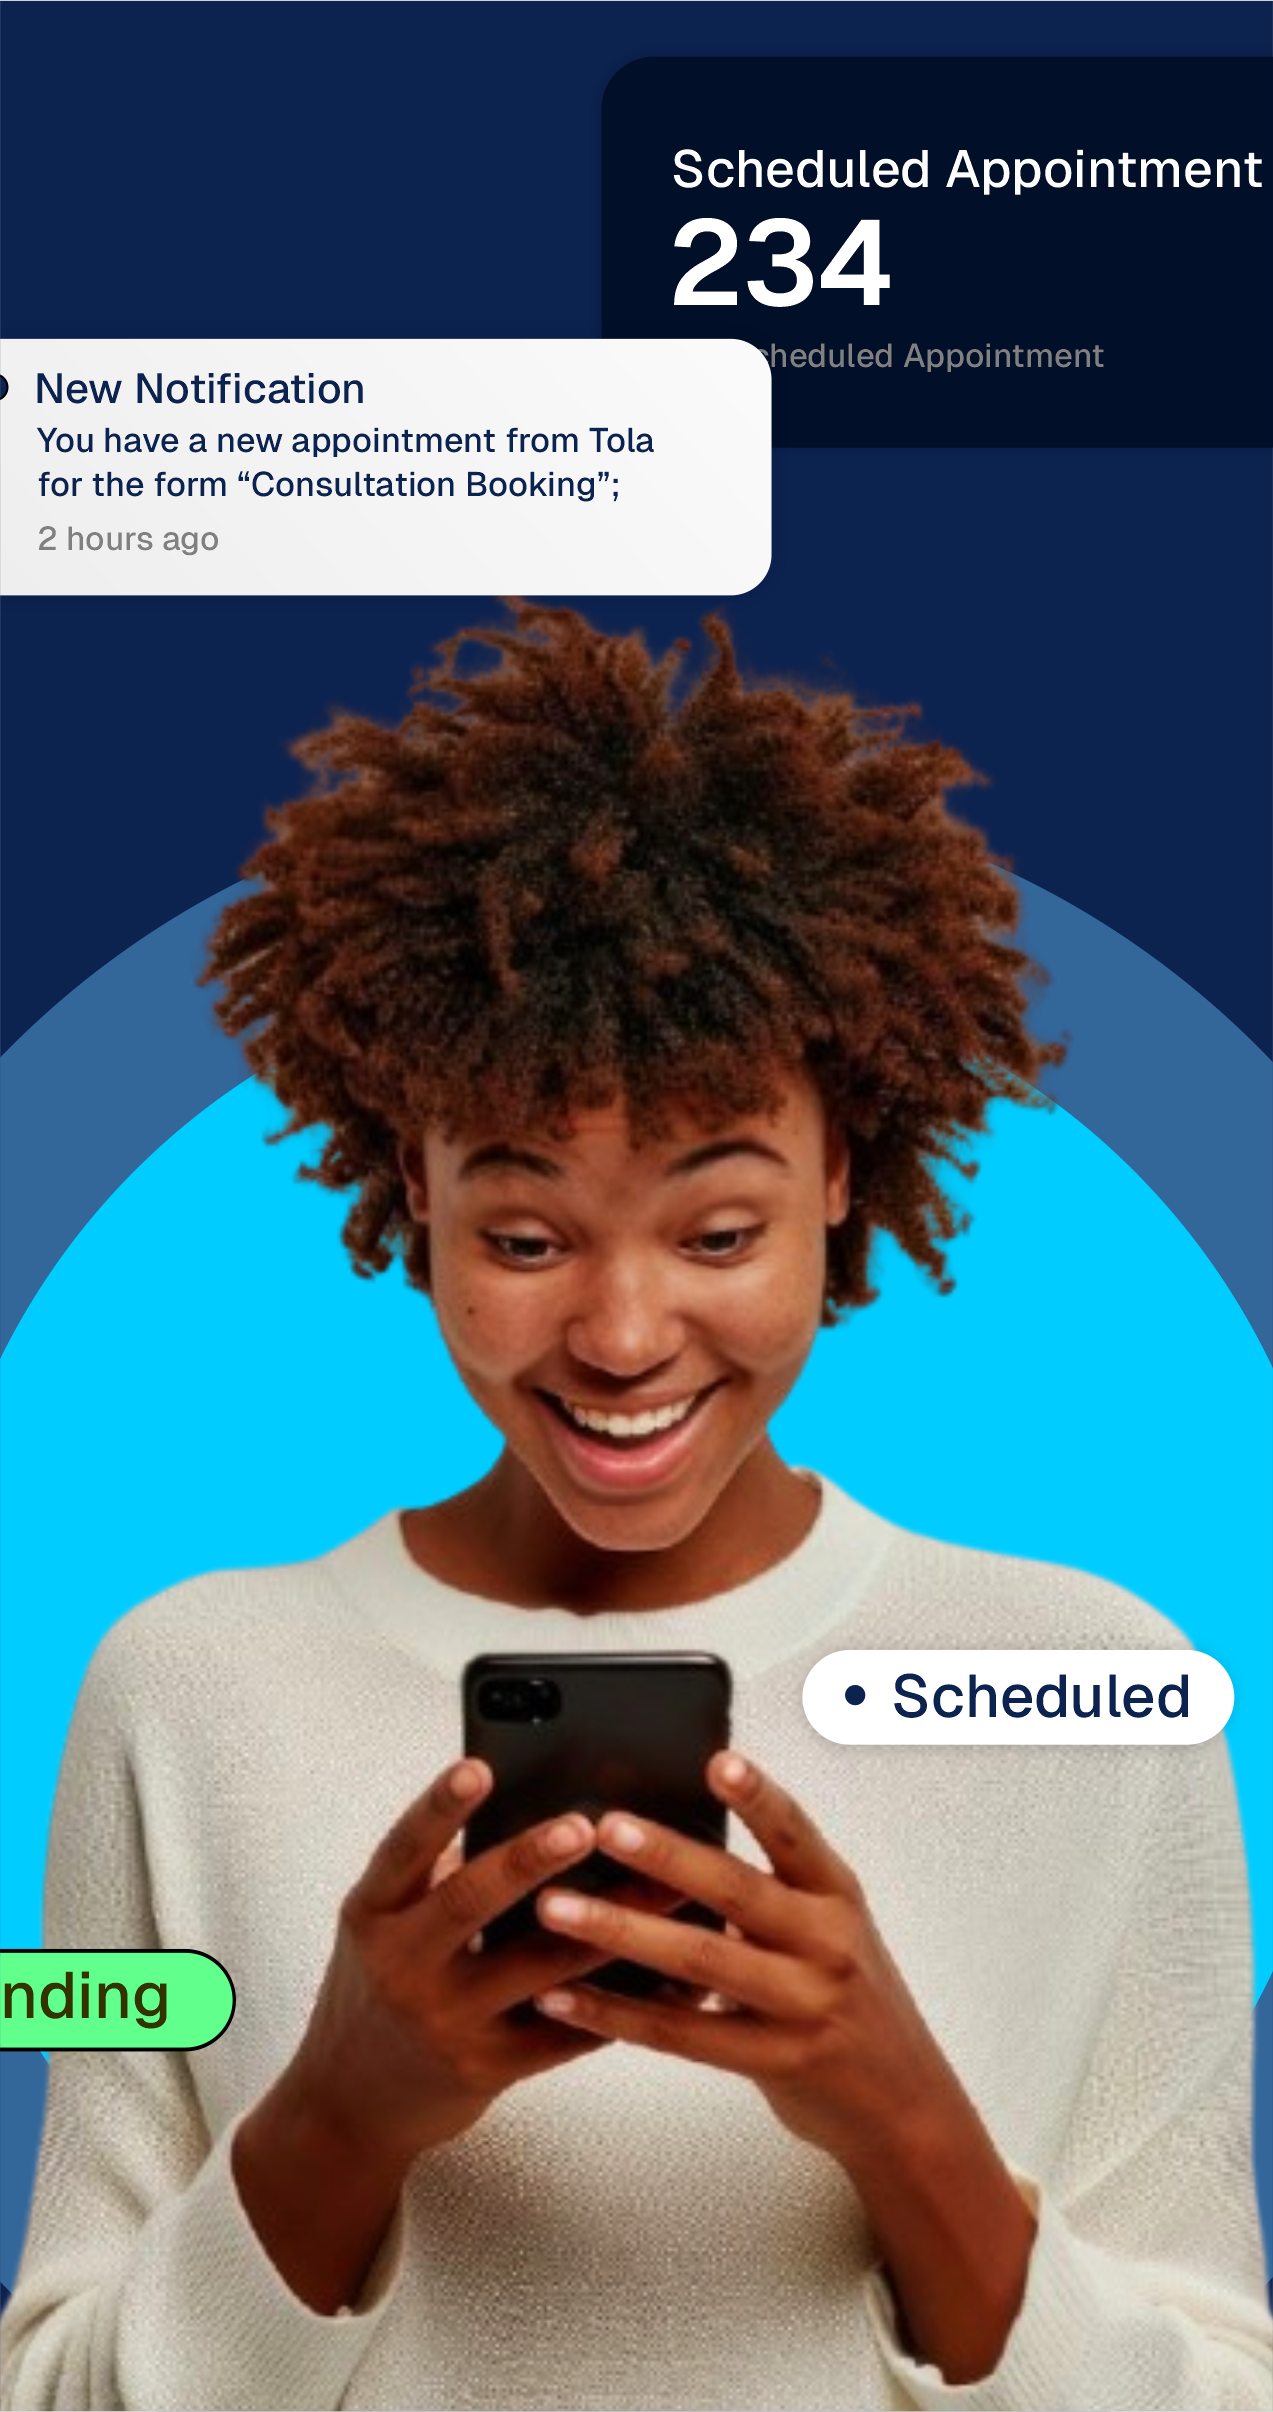 Scheduled Appointment
234
cheduled Appointment
New Notification
You have a new appointment from Tola
for the form “Consultation Booking”;
2 hours ago
Scheduled
nding